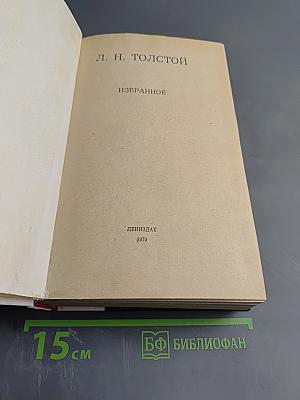 Л. Н. ТОЛСТОЙ
ИЗБРАННОЕ
ЛЕНИЗДАТ
1979
15 см
БФ БИБЛИОФАН